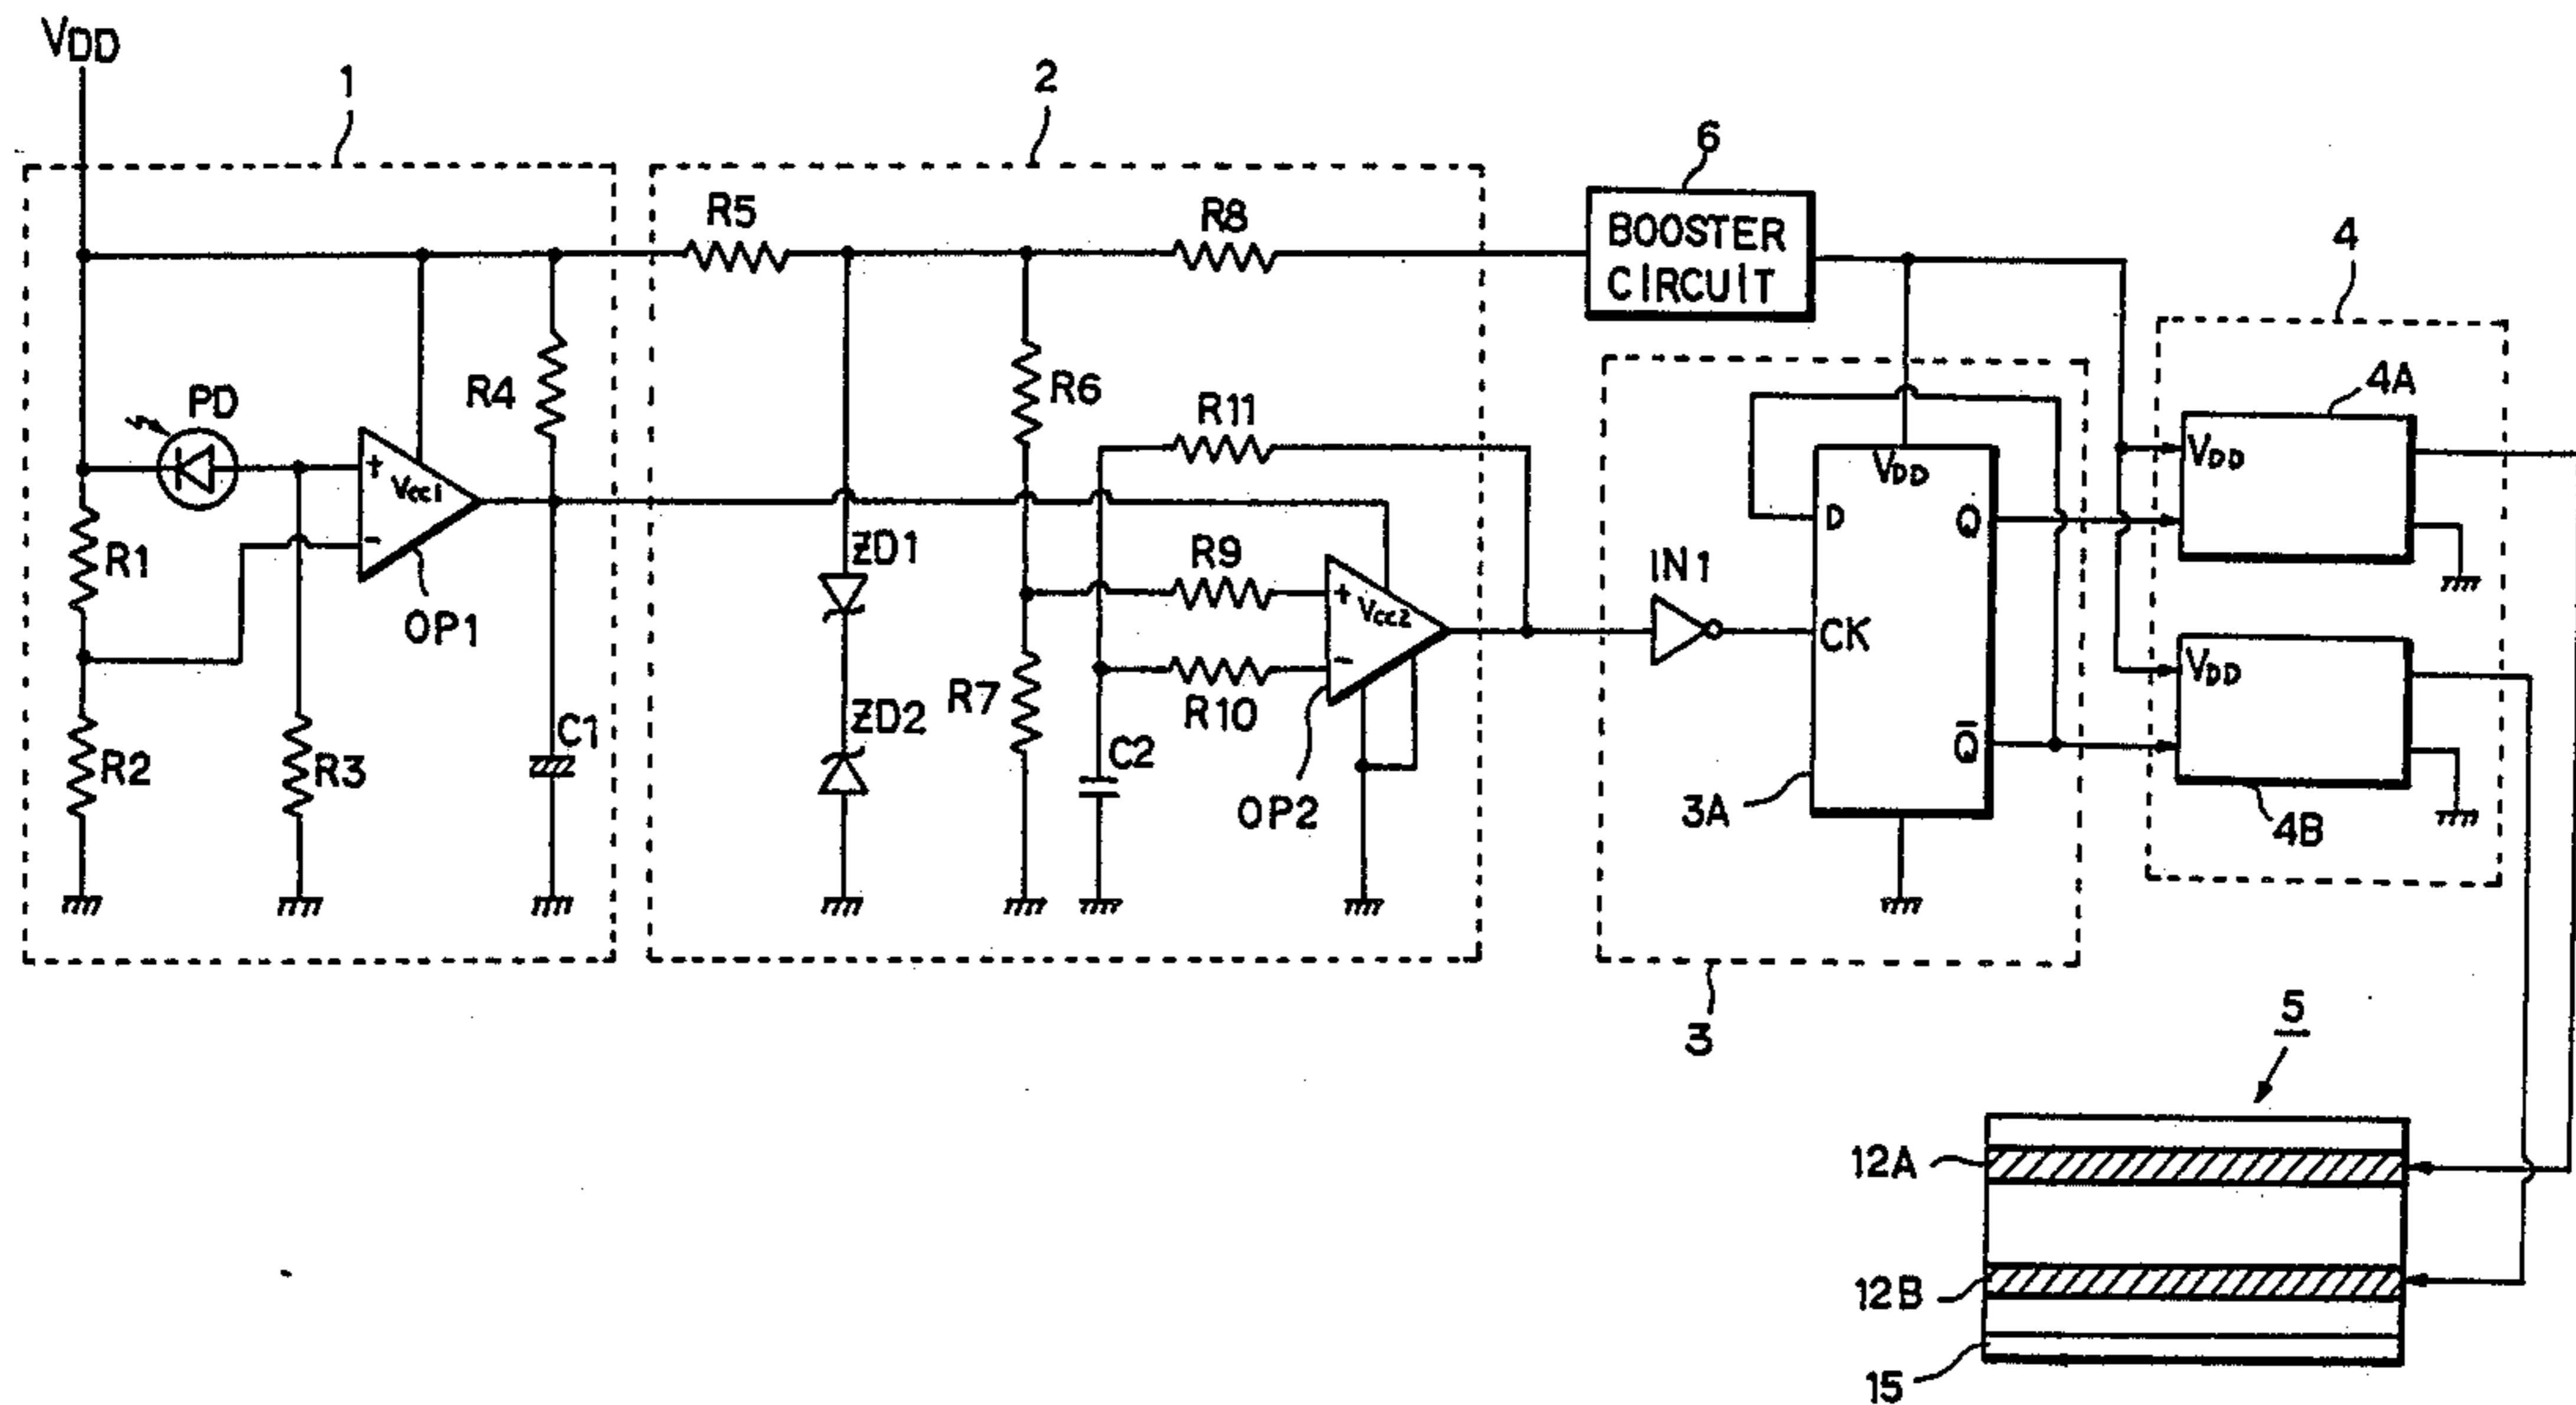 VDD
1
2
6
R5
R8
BOOSTER
CIRCUIT
4
4A
PD
R4
R6
R11
VDD
VDD
+
Vcc1
-
D
Q
R1
OP1
ZD1
R9
IN1
+
Vcc2
-
CK
VDD
R2
R3
C1
ZD2
R7
R10
C2
OP2
3A
Q̄
4B
3
5
12A
12B
15